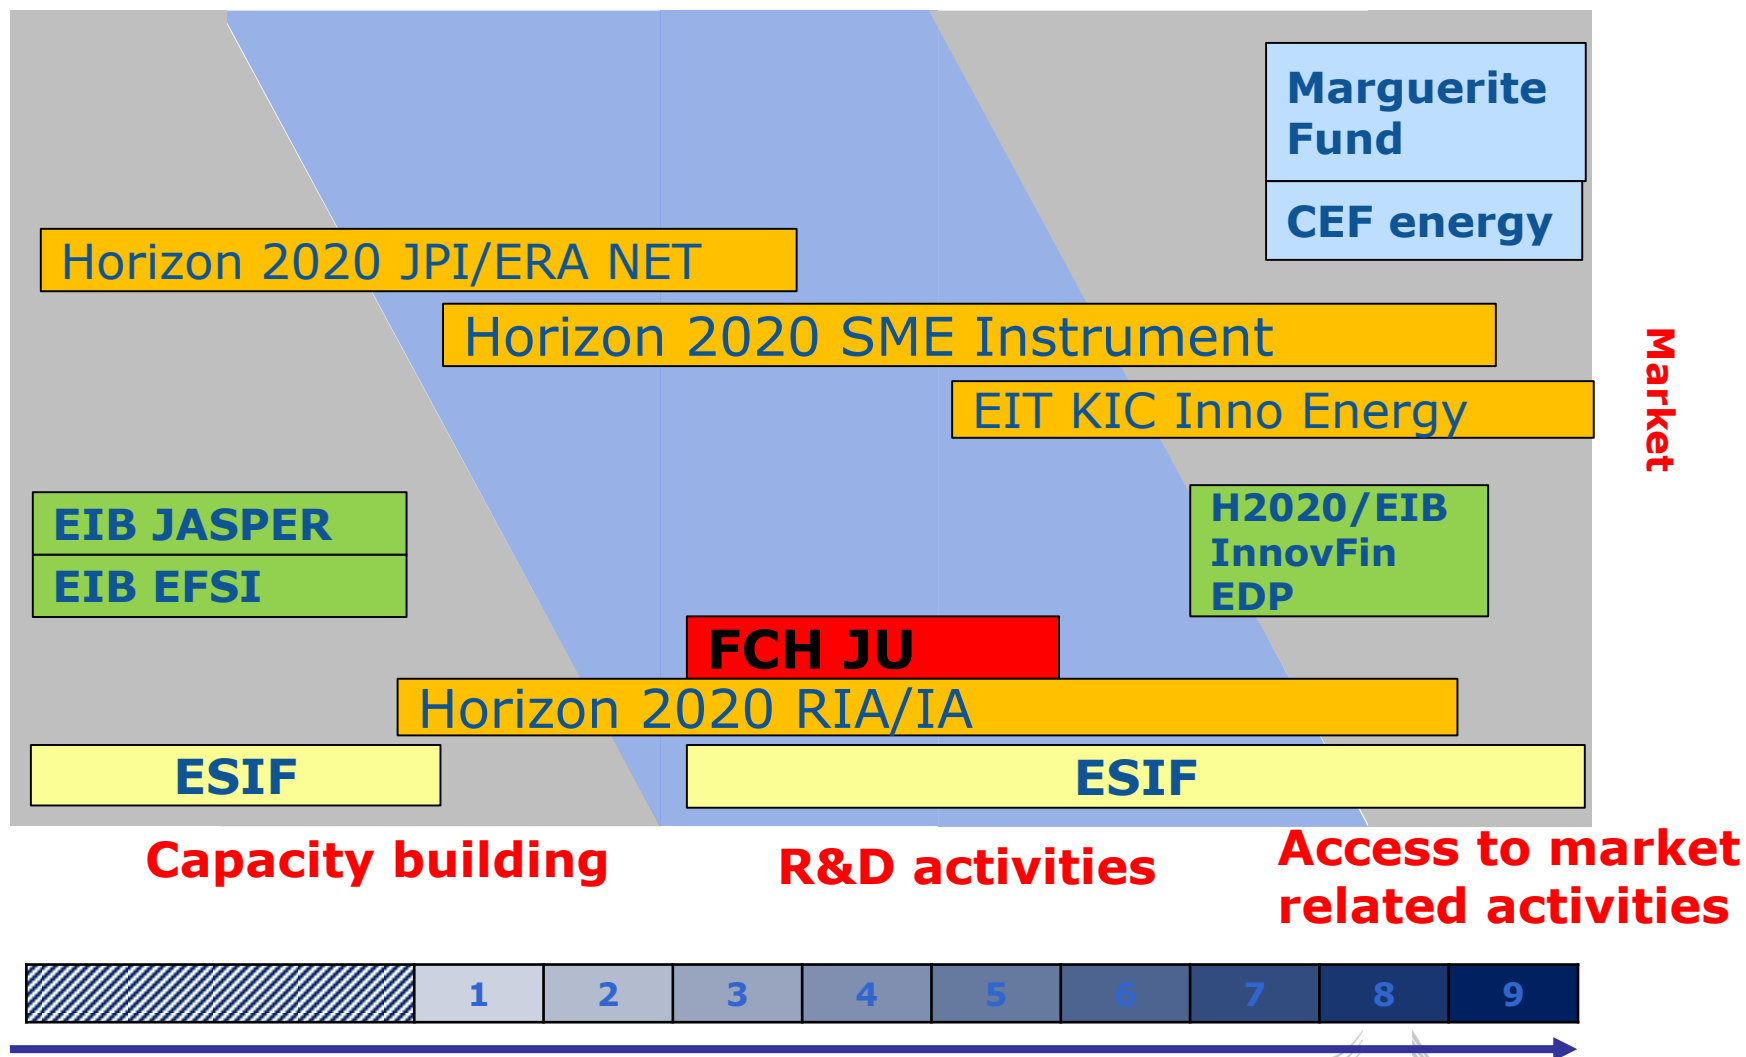 Marguerite
Fund
CEF energy
Horizon 2020 JPI/ERA NET
Horizon 2020 SME Instrument
Market
EIT KIC Inno Energy
EIB JASPER
EIB EFSI
H2020/EIB
InnovFin
EDP
FCH JU
Horizon 2020 RIA/IA
ESIF
ESIF
Capacity building
R&D activities
Access to market
related activities
1 2 3 4 5 6 7 8 9